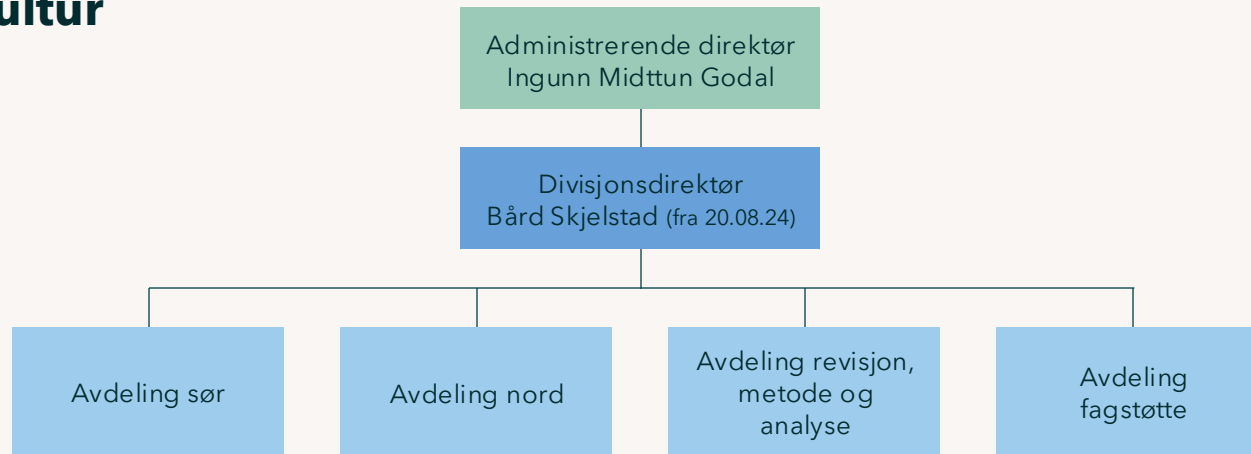 Administrerende direktør
Ingunn Midttun Godal
Divisjonsdirektør
Bård Skjelstad (fra 20.08.24)
Avdeling sør
Avdeling nord
Avdeling revisjon,
metode og
analyse
Avdeling
fagstøtte